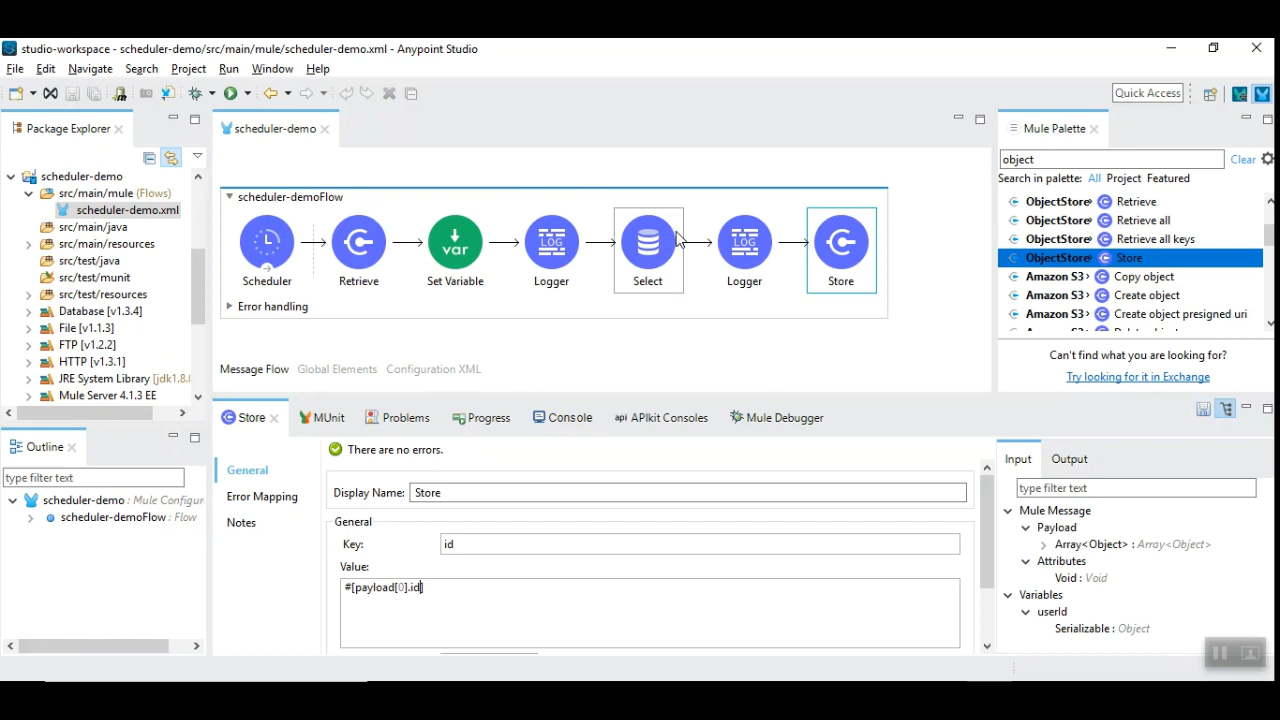 studio-workspace - scheduler-demo/src/main/mule/scheduler-demo.xml - Anypoint Studio
File Edit Navigate Search Project Run Window Help
Quick Access
Package Explorer
scheduler-demo
src/main/mule (Flows)
scheduler-demo.xml
src/main/java
src/main/resources
src/test/java
src/test/munit
src/test/resources
Database [v1.3.4]
File [v1.1.3]
FTP [v1.2.2]
HTTP [v1.3.1]
JRE System Library [jdk1.8.
Mule Server 4.1.3 EE
Outline
type filter text
scheduler-demo : Mule Configur
scheduler-demoFlow : Flow
scheduler-demo
scheduler-demoFlow
var
LOG
LOG
Scheduler
Retrieve
Set Variable
Logger
Select
Logger
Store
Error handling
Message Flow Global Elements Configuration XML
Mule Palette
object
Clear
Search in palette: All Project Featured
ObjectStore Retrieve
ObjectStore Retrieve all
ObjectStore Retrieve all keys
ObjectStore Store
Amazon S3 Copy object
Amazon S3 Create object
Amazon S3 Create object presigned uri
Can't find what you are looking for?
Try looking for it in Exchange
Store MUnit Problems Progress Console api APIkit Consoles Mule Debugger
There are no errors.
General
Error Mapping
Notes
Display Name: Store
General
Key: id
Value:
#[payload[0].id]
Input Output
type filter text
Mule Message
Payload
Array<Object> : Array<Object>
Attributes
Void : Void
Variables
userId
Serializable : Object